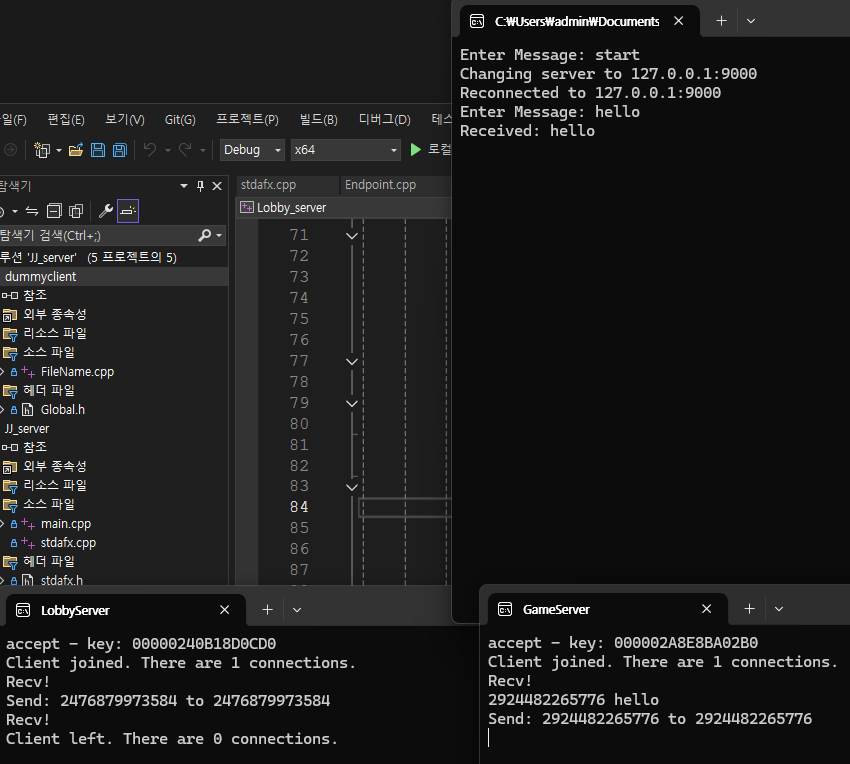 C:\Users\admin\Documents
Enter Message: start
Changing server to 127.0.0.1:9000
Reconnected to 127.0.0.1:9000
Enter Message: hello
Received: hello
일(F) 편집(E) 보기(V) Git(G) 프로젝트(P) 빌드(B) 디버그(D) 테스
Debug x64 로컬
탐색기
stdafx.cpp Endpoint.cpp
Lobby_server
탐색기 검색(Ctrl+;)
루션 'JJ_server' (5 프로젝트의 5)
dummyclient
참조
외부 종속성
리소스 파일
소스 파일
FileName.cpp
헤더 파일
Global.h
JJ_server
참조
외부 종속성
리소스 파일
소스 파일
main.cpp
stdafx.cpp
헤더 파일
stdafx.h
71
72
73
74
75
76
77
78
79
80
81
82
83
84
85
86
87
LobbyServer
accept - key: 00000240B18D0CD0
Client joined. There are 1 connections.
Recv!
Send: 2476879973584 to 2476879973584
Recv!
Client left. There are 0 connections.
GameServer
accept - key: 000002A8E8BA02B0
Client joined. There are 1 connections.
Recv!
2924482265776 hello
Send: 2924482265776 to 2924482265776